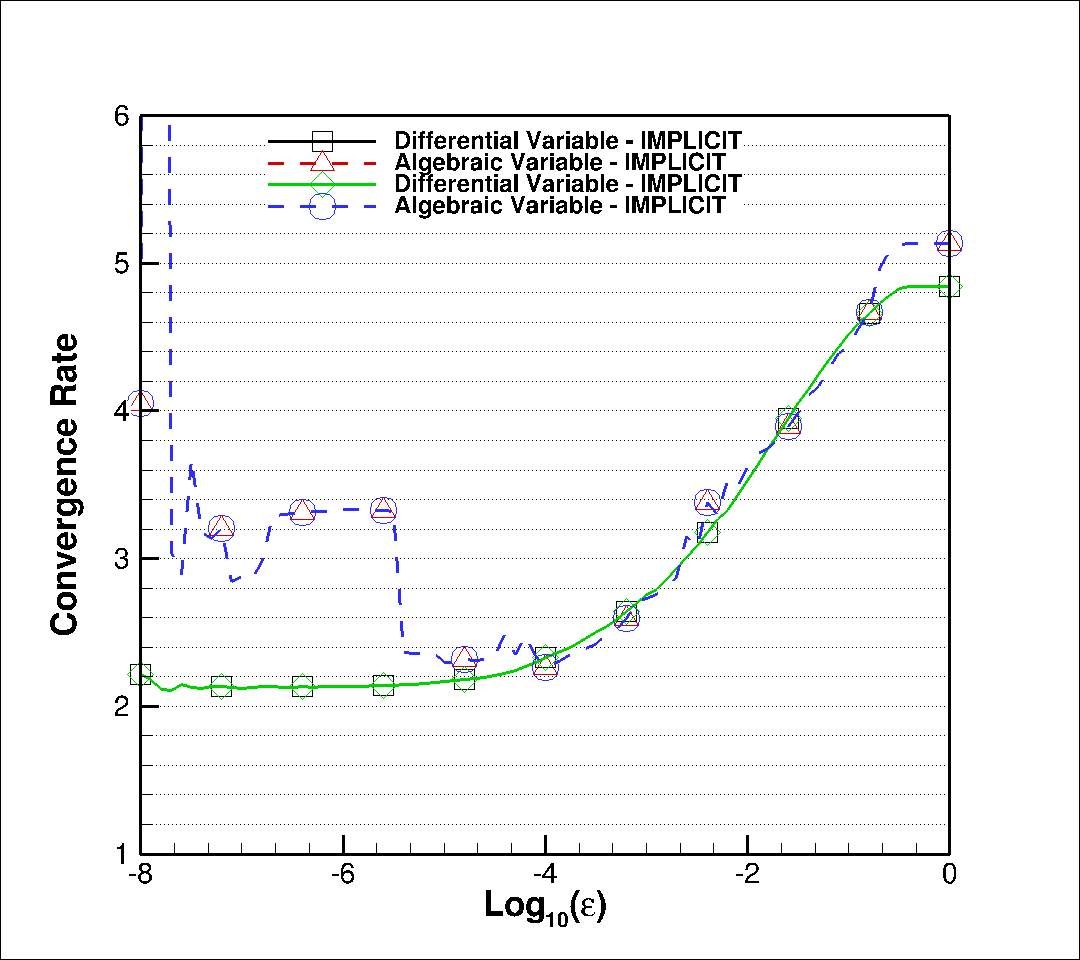 6
5
4
3
2
1
Differential Variable - IMPLICIT
Algebraic Variable - IMPLICIT
Differential Variable - IMPLICIT
Algebraic Variable - IMPLICIT
Convergence Rate
-8 -6 -4 -2 0
Log10(ε)